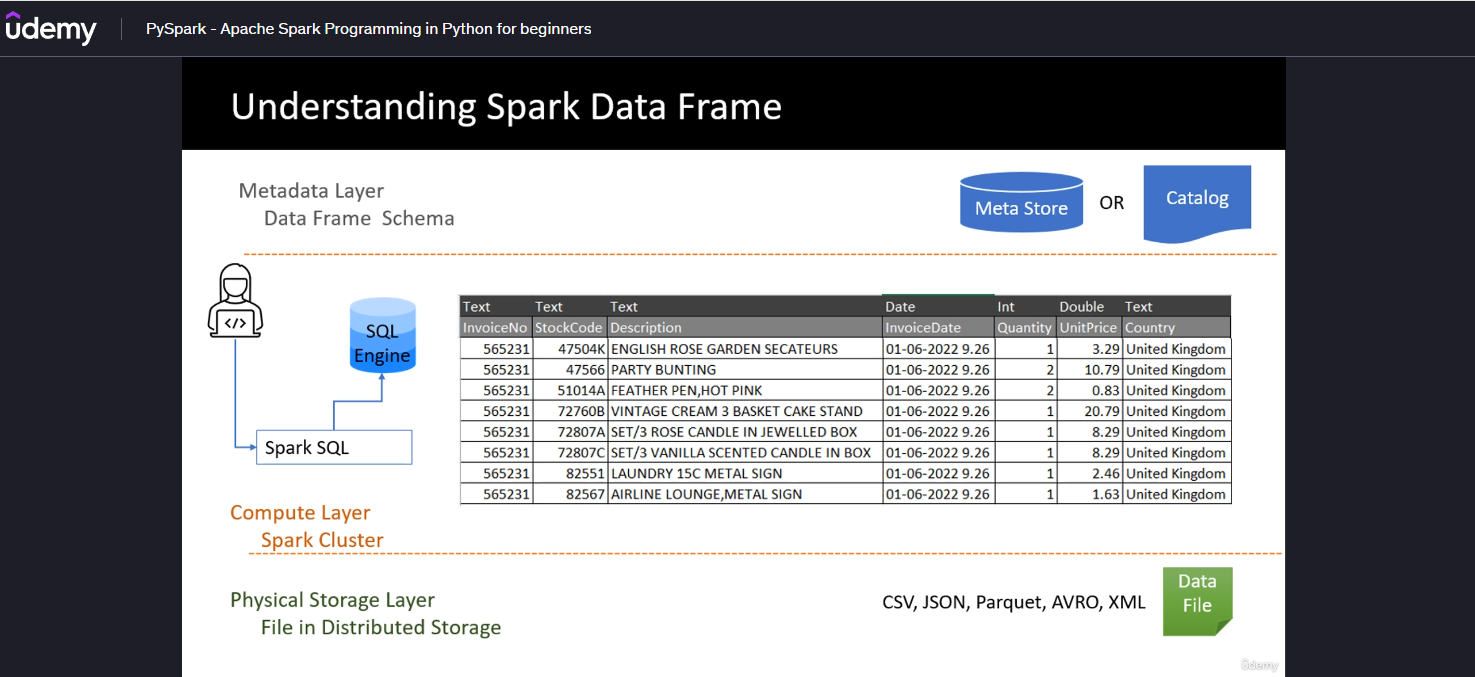 ûdemy
PySpark - Apache Spark Programming in Python for beginners
Understanding Spark Data Frame
Metadata Layer
Data Frame Schema
Meta Store
OR
Catalog
</>
SQL
Engine
Spark SQL
Text Text Text Date Int Double Text
InvoiceNo StockCode Description InvoiceDate Quantity UnitPrice Country
565231 47504K ENGLISH ROSE GARDEN SECATEURS 01-06-2022 9.26 1 3.29 United Kingdom
565231 47566 PARTY BUNTING 01-06-2022 9.26 2 10.79 United Kingdom
565231 51014A FEATHER PEN,HOT PINK 01-06-2022 9.26 2 0.83 United Kingdom
565231 72760B VINTAGE CREAM 3 BASKET CAKE STAND 01-06-2022 9.26 1 20.79 United Kingdom
565231 72807A SET/3 ROSE CANDLE IN JEWELLED BOX 01-06-2022 9.26 1 8.29 United Kingdom
565231 72807C SET/3 VANILLA SCENTED CANDLE IN BOX 01-06-2022 9.26 1 8.29 United Kingdom
565231 82551 LAUNDRY 15C METAL SIGN 01-06-2022 9.26 1 2.46 United Kingdom
565231 82567 AIRLINE LOUNGE,METAL SIGN 01-06-2022 9.26 1 1.63 United Kingdom
Compute Layer
Spark Cluster
Physical Storage Layer
File in Distributed Storage
CSV, JSON, Parquet, AVRO, XML
Data
File
ûdemy